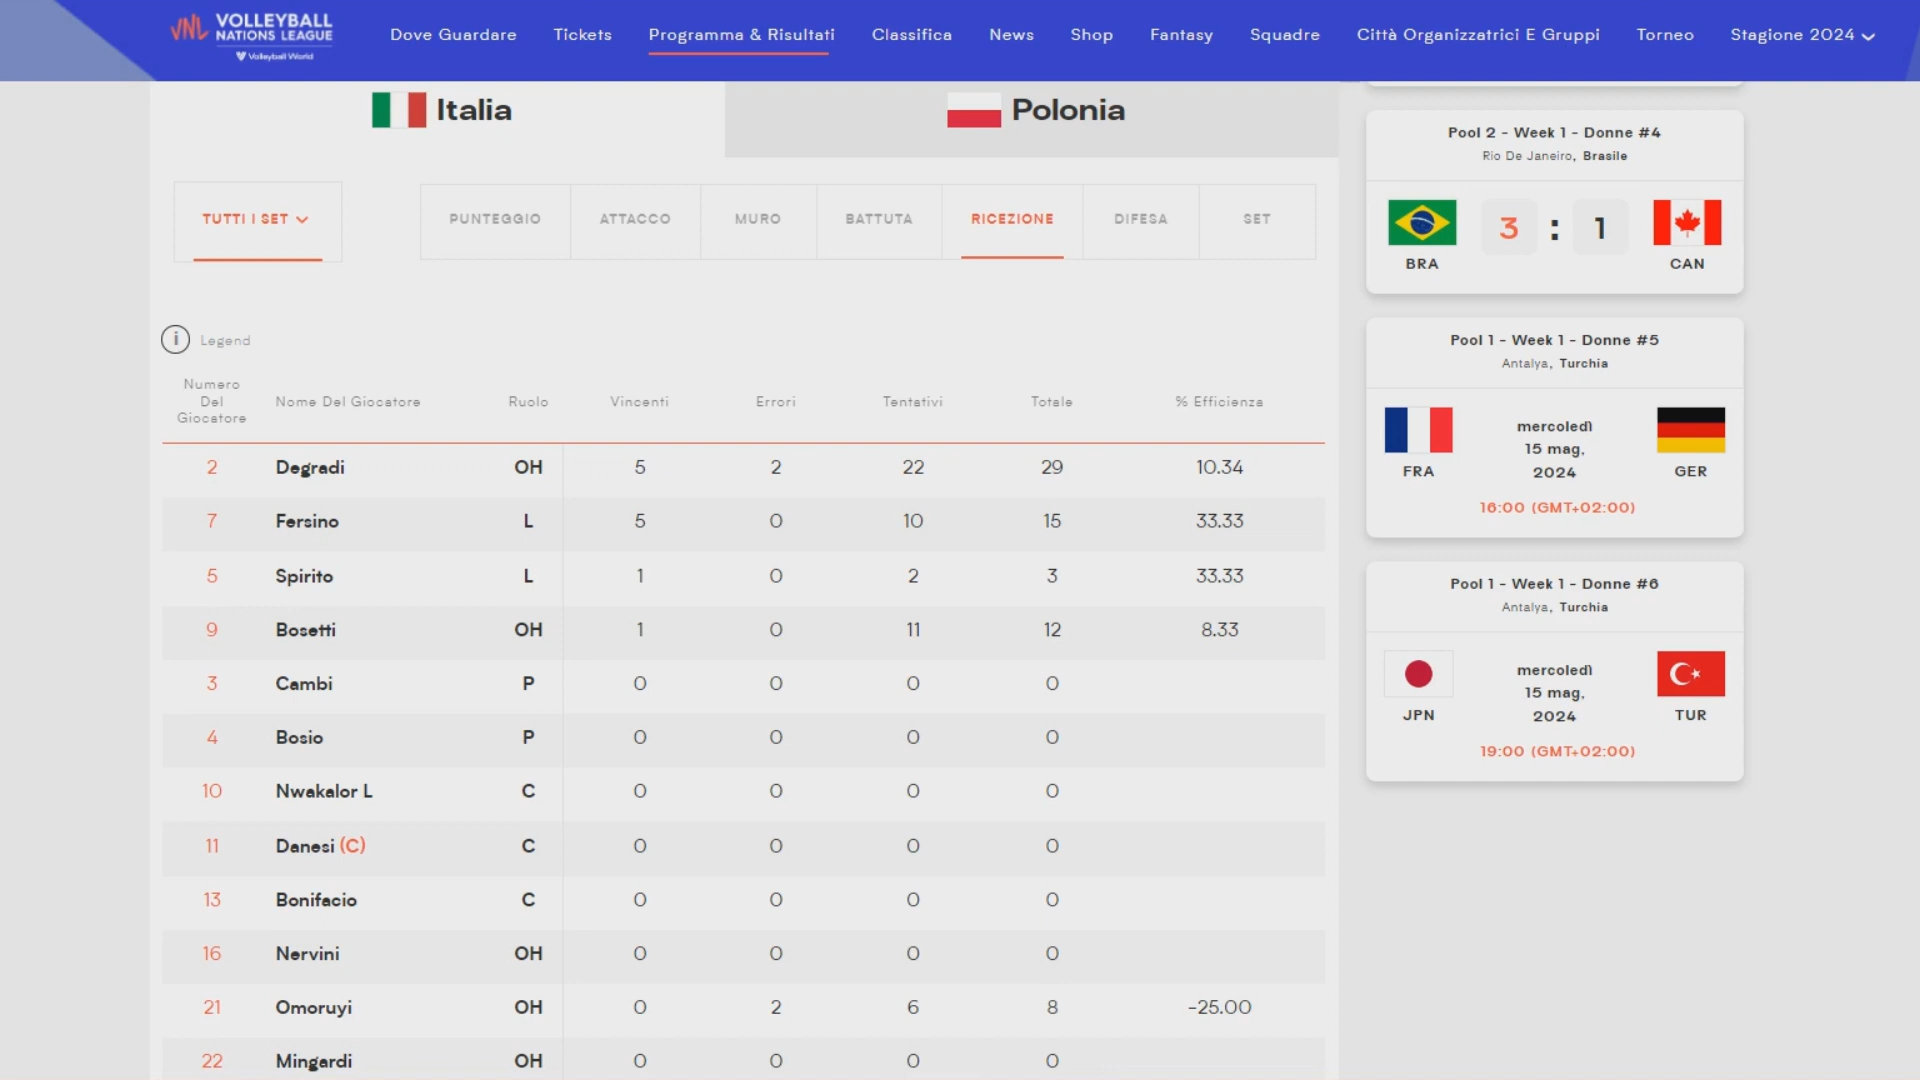 VNL VOLLEYBALL NATIONS LEAGUE
Volleyball World
Dove Guardare Tickets Programma & Risultati Classifica News Shop Fantasy Squadre Città Organizzatrici E Gruppi Torneo Stagione 2024
Italia Polonia
TUTTI I SET PUNTEGGIO ATTACCO MURO BATTUTA RICEZIONE DIFESA SET
i Legend
Numero Del Giocatore Nome Del Giocatore Ruolo Vincenti Errori Tentativi Totale % Efficienza
2 Degradi OH 5 2 22 29 10.34
7 Fersino L 5 0 10 15 33.33
5 Spirito L 1 0 2 3 33.33
9 Bosetti OH 1 0 11 12 8.33
3 Cambi P 0 0 0 0
4 Bosio P 0 0 0 0
10 Nwakalor L C 0 0 0 0
11 Danesi (C) C 0 0 0 0
13 Bonifacio C 0 0 0 0
16 Nervini OH 0 0 0 0
21 Omoruyi OH 0 2 6 8 -25.00
22 Mingardi OH 0 0 0 0
Pool 2 - Week 1 - Donne #4
Rio De Janeiro, Brasile
3 : 1
BRA CAN
Pool 1 - Week 1 - Donne #5
Antalya, Turchia
mercoledì
15 mag,
2024
FRA GER
16:00 (GMT+02:00)
Pool 1 - Week 1 - Donne #6
Antalya, Turchia
mercoledì
15 mag,
2024
JPN TUR
19:00 (GMT+02:00)